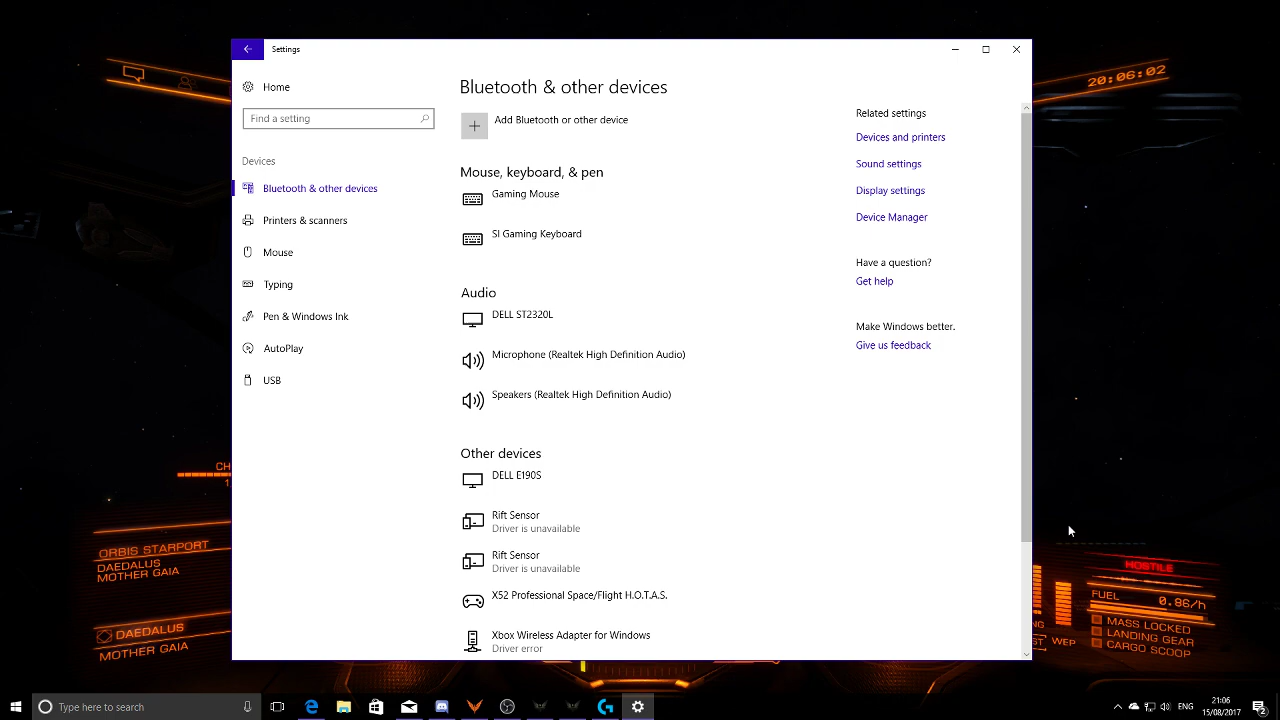 Settings
Home
Find a setting
Devices
Bluetooth & other devices
Printers & scanners
Mouse
Typing
Pen & Windows Ink
AutoPlay
USB
Bluetooth & other devices
Add Bluetooth or other device
Mouse, keyboard, & pen
Gaming Mouse
SI Gaming Keyboard
Audio
DELL ST2320L
Microphone (Realtek High Definition Audio)
Speakers (Realtek High Definition Audio)
Other devices
DELL E190S
Rift Sensor
Driver is unavailable
Rift Sensor
Driver is unavailable
X52 Professional Space/Flight H.O.T.A.S.
Xbox Wireless Adapter for Windows
Driver error
Related settings
Devices and printers
Sound settings
Display settings
Device Manager
Have a question?
Get help
Make Windows better.
Give us feedback
20:06:02
CH
ORBIS STARPORT
DAEDALUS
MOTHER GAIA
DAEDALUS
MOTHER GAIA
HOSTILE
FUEL
0.86/h
MASS LOCKED
LANDING GEAR
CARGO SCOOP
WEP
Type here to search
ENG
21:06
15/08/2017
2